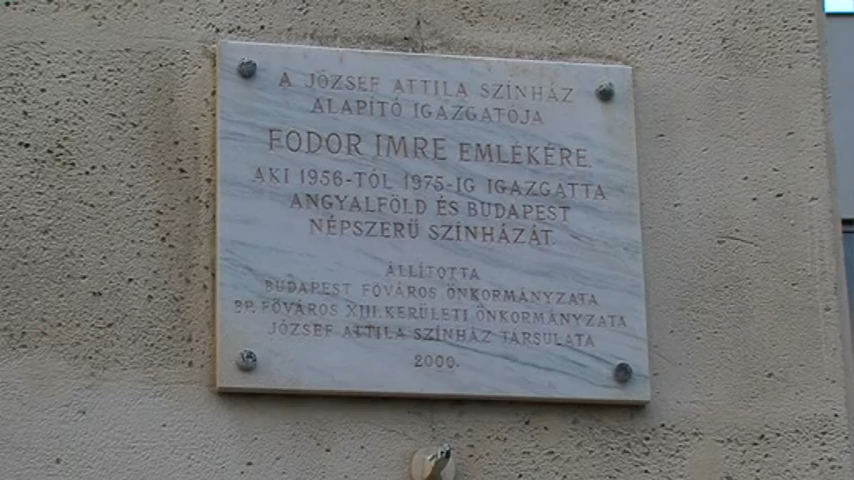 A JÓZSEF ATTILA SZÍNHÁZ
ALAPÍTÓ IGAZGATÓJA
FODOR IMRE EMLÉKÉRE.
AKI 1956-TÓL 1975-IG IGAZGATTA
ANGYALFÖLD ÉS BUDAPEST
NÉPSZERŰ SZÍNHÁZÁT.
ÁLLÍTOTTA
BUDAPEST FŐVÁROS ÖNKORMÁNYZATA
BP. FŐVÁROS XIII. KERÜLETI ÖNKORMÁNYZATA
JÓZSEF ATTILA SZÍNHÁZ TÁRSULATA
2000.